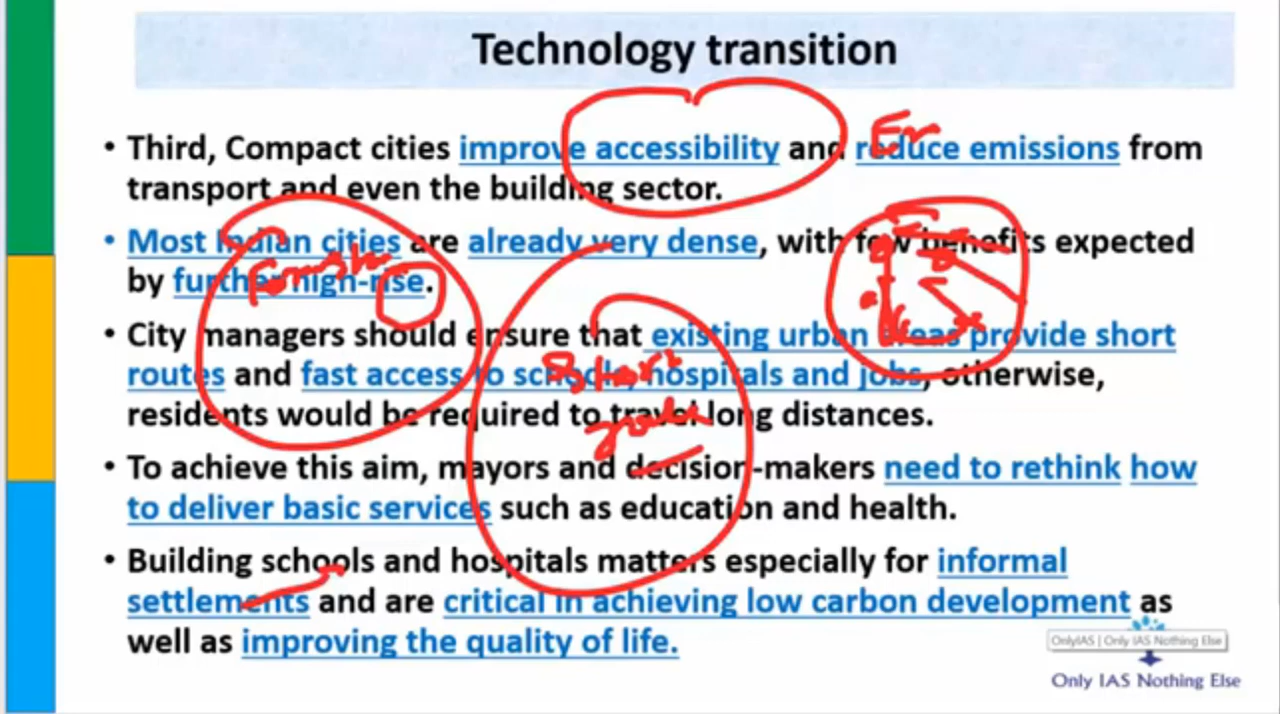 Technology transition
• Third, Compact cities improve accessibility and reduce emissions from
transport and even the building sector.
• Most Indian cities are already very dense, with few benefits expected
by further high-rise.
• City managers should ensure that existing urban areas provide short
routes and fast access to schools, hospitals and jobs, otherwise,
residents would be required to travel long distances.
• To achieve this aim, mayors and decision-makers need to rethink how
to deliver basic services such as education and health.
• Building schools and hospitals matters especially for informal
settlements and are critical in achieving low carbon development as
well as improving the quality of life.
OnlyIAS | Only IAS Nothing Else
Only IAS Nothing Else